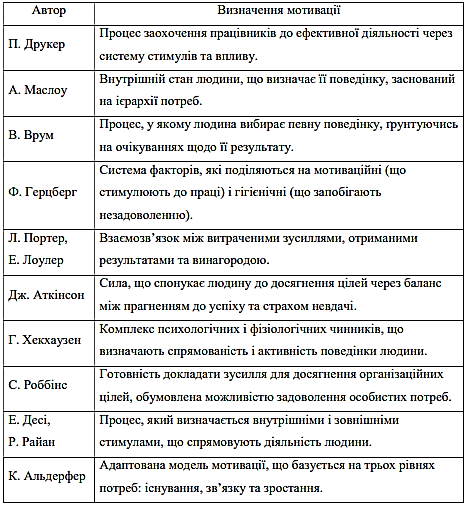 Автор Визначення мотивації
П. Друкер
Процес заохочення працівників до ефективної діяльності через
систему стимулів та впливу.
А. Маслоу
Внутрішній стан людини, що визначає її поведінку, заснований
на ієрархії потреб.
В. Врум
Процес, у якому людина вибирає певну поведінку, ґрунтуючись
на очікуваннях щодо її результату.
Ф. Герцберг
Система факторів, які поділяються на мотиваційні (що
стимулюють до праці) і гігієнічні (що запобігають
незадоволенню).
Л. Портер,
Е. Лоулер
Взаємозв’язок між витраченими зусиллями, отриманими
результатами та винагородою.
Дж. Аткінсон
Сила, що спонукає людину до досягнення цілей через баланс
між прагненням до успіху та страхом невдачі.
Г. Хекхаузен
Комплекс психологічних і фізіологічних чинників, що
визначають спрямованість і активність поведінки людини.
С. Роббінс
Готовність докладати зусилля для досягнення організаційних
цілей, обумовлена можливістю задоволення особистих потреб.
Е. Десі,
Р. Райан
Процес, який визначається внутрішніми і зовнішніми
стимулами, що спрямовують діяльність людини.
К. Альдерфер
Адаптована модель мотивації, що базується на трьох рівнях
потреб: існування, зв’язку та зростання.